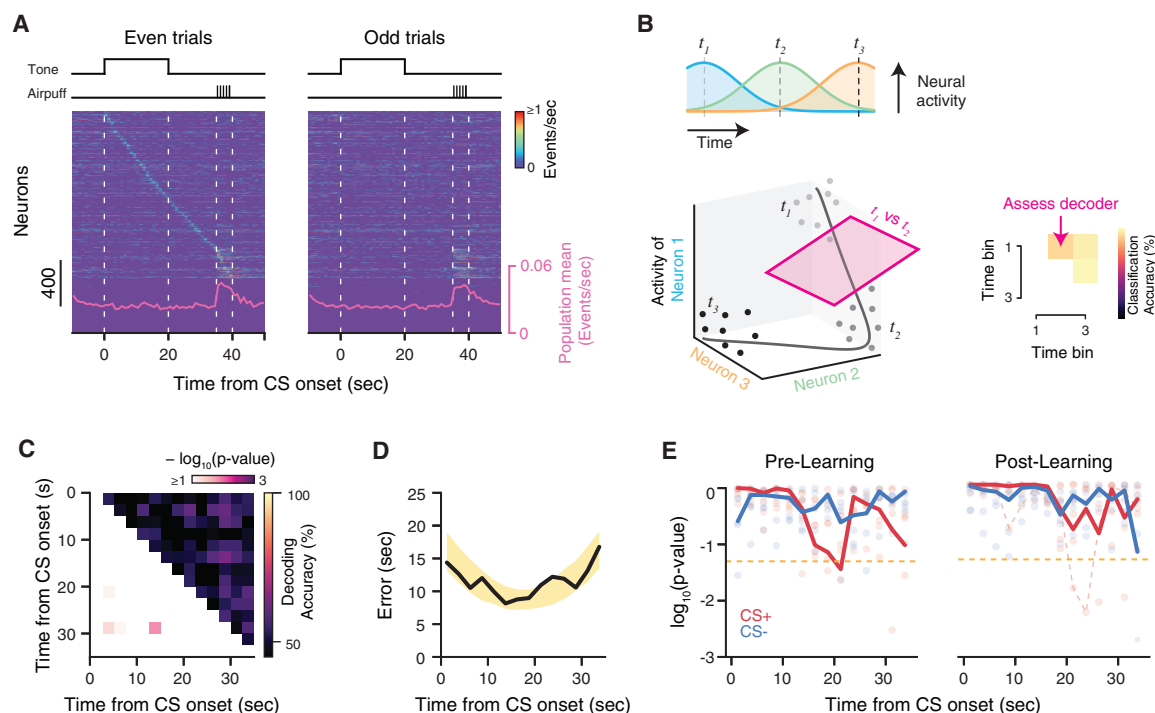 A
Even trials
Odd trials
Tone
Airpuff
Neurons
400
≥1
0
Events/sec
0.06
0
Population mean
(Events/sec)
0
20
40
0
20
40
Time from CS onset (sec)
B
t1
t2
t3
Neural
activity
Time
Activity of
Neuron 1
t1
t1 vs t2
t3
t2
Neuron 3
Neuron 2
Assess decoder
Time bin
1
3
1
3
Time bin
Classification
Accuracy (%)
C
− log10(p-value)
≥1
3
Time from CS onset (s)
0
10
20
30
0
10
20
30
Time from CS onset (sec)
100
50
Decoding
Accuracy (%)
D
Error (sec)
25
20
15
10
5
0
0
10
20
30
Time from CS onset (sec)
E
Pre-Learning
Post-Learning
log10(p-value)
0
-1
-2
-3
CS+
CS-
0
10
20
30
0
10
20
30
Time from CS onset (sec)